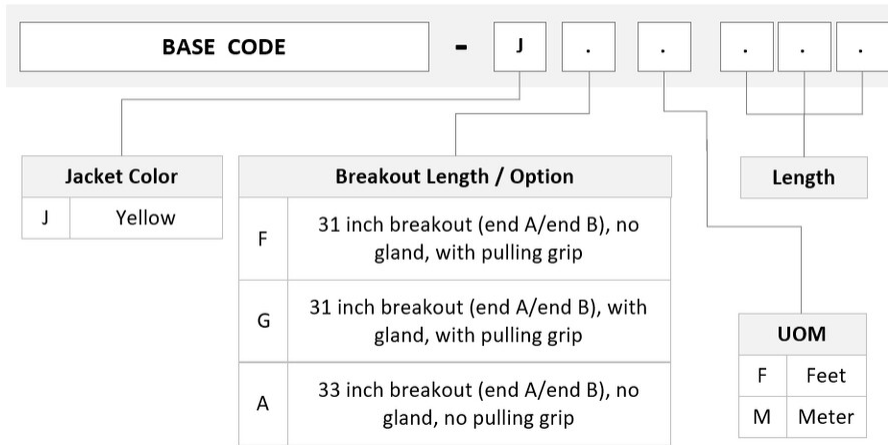 BASE CODE - J . . . . .
Jacket Color
J Yellow
Breakout Length / Option
F 31 inch breakout (end A/end B), no
gland, with pulling grip
G 31 inch breakout (end A/end B), with
gland, with pulling grip
A 33 inch breakout (end A/end B), no
gland, no pulling grip
Length
UOM
F Feet
M Meter